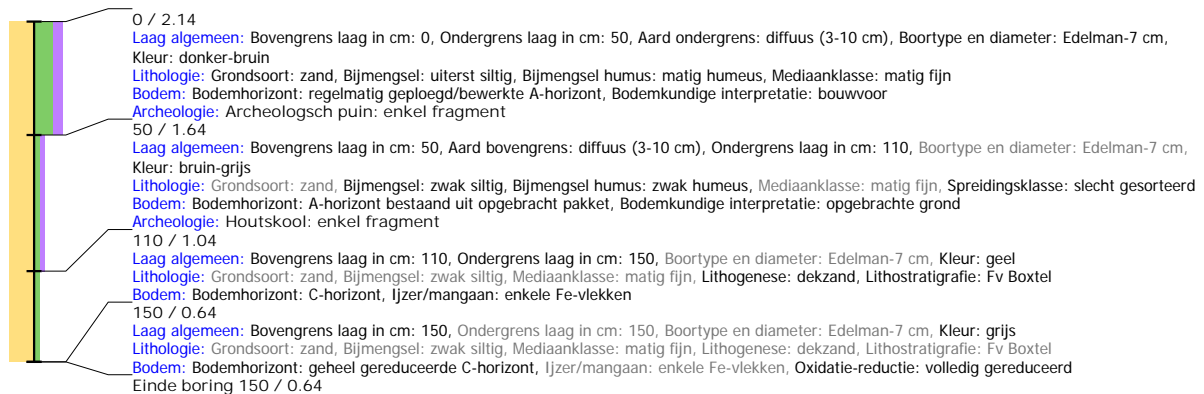 0 / 2.14
Laag algemeen: Bovengrens laag in cm: 0, Ondergrens laag in cm: 50, Aard ondergrens: diffuus (3-10 cm), Boortype en diameter: Edelman-7 cm,
Kleur: donker-bruin
Lithologie: Grondsoort: zand, Bijmengsel: uiterst siltig, Bijmengsel humus: matig humeus, Mediaanklasse: matig fijn
Bodem: Bodemhorizont: regelmatig geploegd/bewerkte A-horizont, Bodemkundige interpretatie: bouwvoor
Archeologie: Archeologsch puin: enkel fragment
50 / 1.64
Laag algemeen: Bovengrens laag in cm: 50, Aard bovengrens: diffuus (3-10 cm), Ondergrens laag in cm: 110, Boortype en diameter: Edelman-7 cm,
Kleur: bruin-grijs
Lithologie: Grondsoort: zand, Bijmengsel: zwak siltig, Bijmengsel humus: zwak humeus, Mediaanklasse: matig fijn, Spreidingsklasse: slecht gesorteerd
Bodem: Bodemhorizont: A-horizont bestaand uit opgebracht pakket, Bodemkundige interpretatie: opgebrachte grond
Archeologie: Houtskool: enkel fragment
110 / 1.04
Laag algemeen: Bovengrens laag in cm: 110, Ondergrens laag in cm: 150, Boortype en diameter: Edelman-7 cm, Kleur: geel
Lithologie: Grondsoort: zand, Bijmengsel: zwak siltig, Mediaanklasse: matig fijn, Lithogenese: dekzand, Lithostratigrafie: Fv Boxtel
Bodem: Bodemhorizont: C-horizont, Ijzer/mangaan: enkele Fe-vlekken
150 / 0.64
Laag algemeen: Bovengrens laag in cm: 150, Ondergrens laag in cm: 150, Boortype en diameter: Edelman-7 cm, Kleur: grijs
Lithologie: Grondsoort: zand, Bijmengsel: zwak siltig, Mediaanklasse: matig fijn, Lithogenese: dekzand, Lithostratigrafie: Fv Boxtel
Bodem: Bodemhorizont: geheel gereduceerde C-horizont, Ijzer/mangaan: enkele Fe-vlekken, Oxidatie-reductie: volledig gereduceerd
Einde boring 150 / 0.64